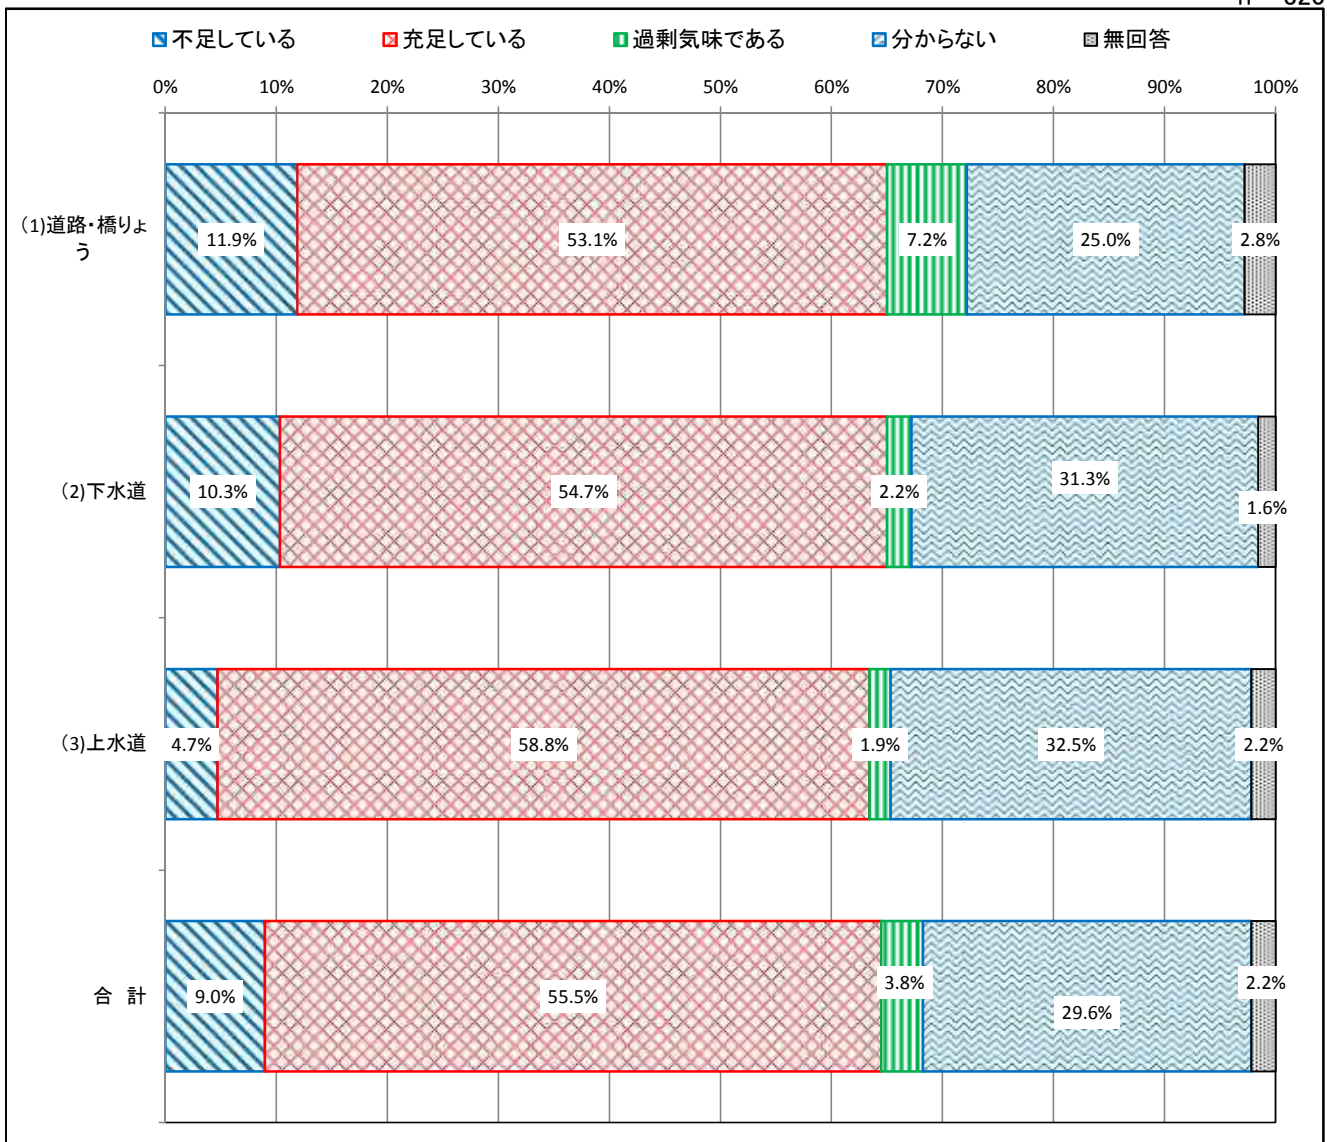 不足している 充足している 過剰気味である 分からない 無回答
0% 10% 20% 30% 40% 50% 60% 70% 80% 90% 100%
(1)道路・橋りょ
う
11.9% 53.1% 7.2% 25.0% 2.8%
(2)下水道 10.3% 54.7% 2.2% 31.3% 1.6%
(3)上水道 4.7% 58.8% 1.9% 32.5% 2.2%
合 計 9.0% 55.5% 3.8% 29.6% 2.2%